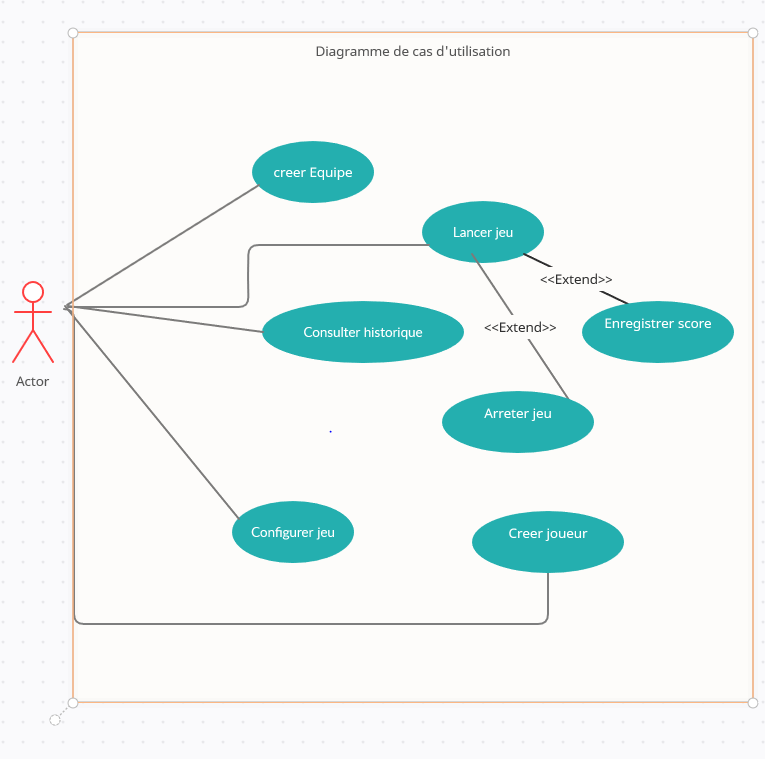 Diagramme de cas d'utilisation
creer Equipe
Lancer jeu
<<Extend>>
Enregistrer score
Consulter historique
<<Extend>>
Actor
Arreter jeu
Configurer jeu
Creer joueur